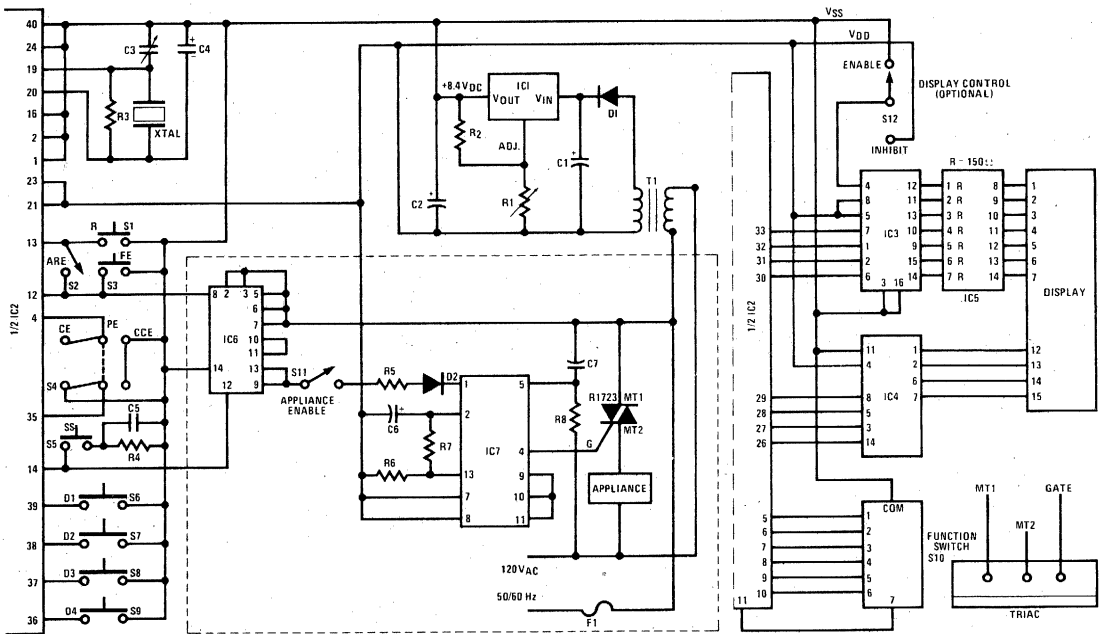 40
24
19
20
16
2
1
23
21
13
12
4
35
14
39
38
37
36
1/2 IC2
C3
+
C4
R3
XTAL
R S1
ARE
S2
FE
S3
CE
PE
CCE
S4
C5
SS
S5
R4
D1 S6
D2 S7
D3 S8
D4 S9
+8.4VDC
VOUT
IC1
VIN
ADJ.
D1
R2
R1
C1
+
C2
+
T1
8 2 3 5
6
7
IC6
10
11
13
14
12 9
S11
APPLIANCE
ENABLE
R5
D2
1
2
C6
+
R7
R6
IC7
13
7
8
5
4
9
10
11
C7
R8
R1723
MT1
MT2
G
APPLIANCE
120VAC
50/60 Hz
F1
VSS
VDD
ENABLE
DISPLAY CONTROL
(OPTIONAL)
S12
INHIBIT
R - 150Ω
4 12 1 R 8 1
8 11 2 R 9 2
5 13 3 R 10 3
33 7 10 4 R 11 4
32 1 9 5 R 12 5
31 2 15 6 R 13 6
30 6 14 7 R 14 7
IC3
3 16
IC5
DISPLAY
1/2 IC2
11 1 12
4 2 13
6 14
7 15
IC4
29 8
28 5
27 3
26 14
COM
5 1
6 2
7 3
8 4
9 5
10 6
11
7
FUNCTION
SWITCH
S10
MT1
GATE
MT2
TRIAC